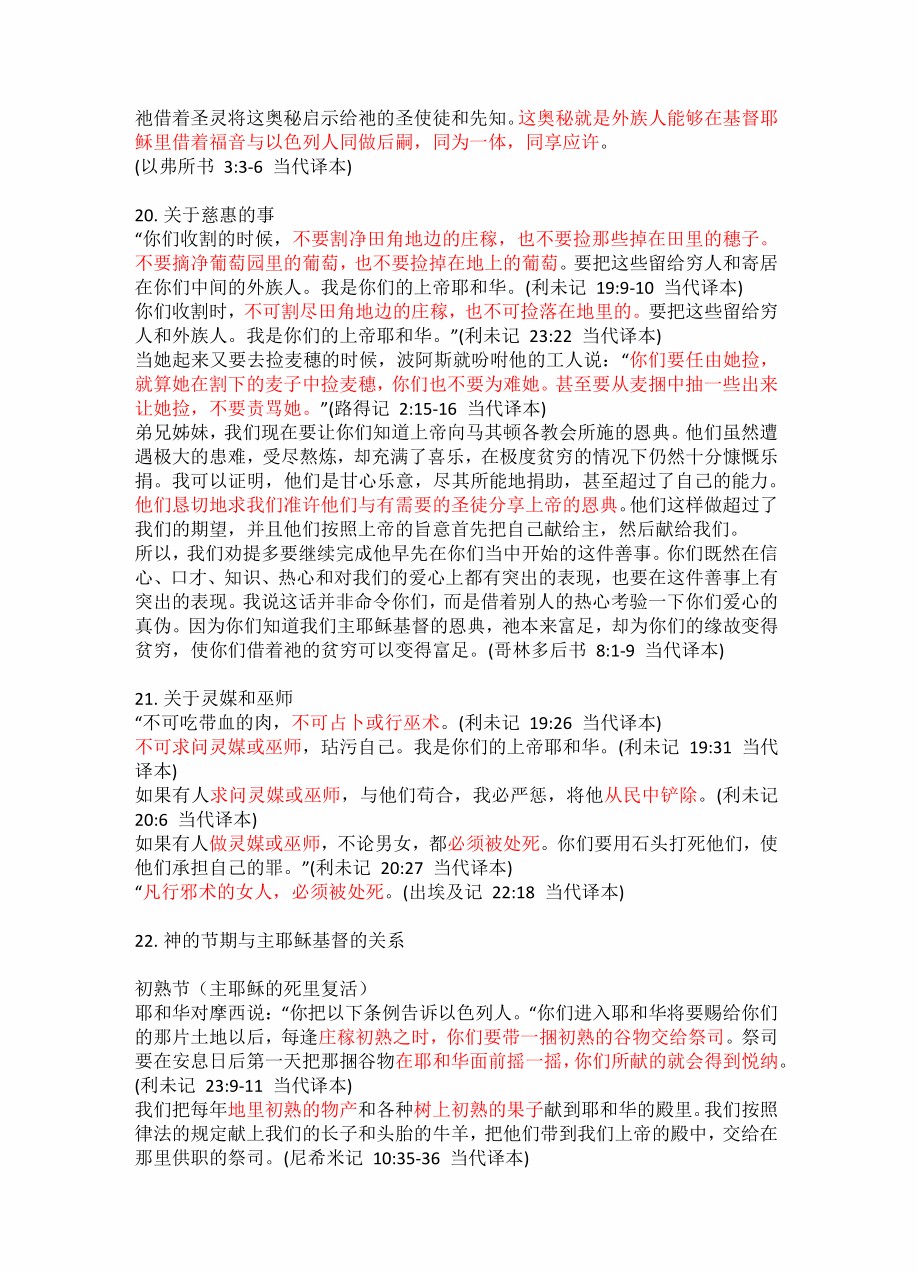 祂借着圣灵将这奥秘启示给祂的圣使徒和先知。这奥秘就是外族人能够在基督耶
稣里借着福音与以色列人同做后嗣，同为一体，同享应许。
(以弗所书 3:3-6 当代译本)
20. 关于慈惠的事
“你们收割的时候，不要割净田角地边的庄稼，也不要捡那些掉在田里的穗子。
不要摘净葡萄园里的葡萄，也不要捡掉在地上的葡萄。要把这些留给穷人和寄居
在你们中间的外族人。我是你们的上帝耶和华。(利未记 19:9-10 当代译本)
你们收割时，不可割尽田角地边的庄稼，也不可捡落在地里的。要把这些留给穷
人和外族人。我是你们的上帝耶和华。”(利未记 23:22 当代译本)
当她起来又要去捡麦穗的时候，波阿斯就吩咐他的工人说：“你们要任由她捡，
就算她在割下的麦子中捡麦穗，你们也不要为难她。甚至要从麦捆中抽一些出来
让她捡，不要责骂她。”(路得记 2:15-16 当代译本)
弟兄姊妹，我们现在要让你们知道上帝向马其顿各教会所施的恩典。他们虽然遭
遇极大的患难，受尽熬炼，却充满了喜乐，在极度贫穷的情况下仍然十分慷慨乐
捐。我可以证明，他们是甘心乐意，尽其所能地捐助，甚至超过了自己的能力。
他们恳切地求我们准许他们与有需要的圣徒分享上帝的恩典。他们这样做超过了
我们的期望，并且他们按照上帝的旨意首先把自己献给主，然后献给我们。
所以，我们劝提多要继续完成他早先在你们当中开始的这件善事。你们既然在信
心、口才、知识、热心和对我们的爱心上都有突出的表现，也要在这件善事上有
突出的表现。我说这话并非命令你们，而是借着别人的热心考验一下你们爱心的
真伪。因为你们知道我们主耶稣基督的恩典，祂本来富足，却为你们的缘故变得
贫穷，使你们借着祂的贫穷可以变得富足。(哥林多后书 8:1-9 当代译本)
21. 关于灵媒和巫师
“不可吃带血的肉，不可占卜或行巫术。(利未记 19:26 当代译本)
不可求问灵媒或巫师，玷污自己。我是你们的上帝耶和华。(利未记 19:31 当代
译本)
如果有人求问灵媒或巫师，与他们苟合，我必严惩，将他从民中铲除。(利未记
20:6 当代译本)
如果有人做灵媒或巫师，不论男女，都必须被处死。你们要用石头打死他们，使
他们承担自己的罪。”(利未记 20:27 当代译本)
“凡行邪术的女人，必须被处死。(出埃及记 22:18 当代译本)
22. 神的节期与主耶稣基督的关系
初熟节（主耶稣的死里复活）
耶和华对摩西说：“你把以下条例告诉以色列人。“你们进入耶和华将要赐给你们
的那片土地以后，每逢庄稼初熟之时，你们要带一捆初熟的谷物交给祭司。祭司
要在安息日后第一天把那捆谷物在耶和华面前摇一摇，你们所献的就会得到悦纳。
(利未记 23:9-11 当代译本)
我们把每年地里初熟的物产和各种树上初熟的果子献到耶和华的殿里。我们按照
律法的规定献上我们的长子和头胎的牛羊，把他们带到我们上帝的殿中，交给在
那里供职的祭司。(尼希米记 10:35-36 当代译本)